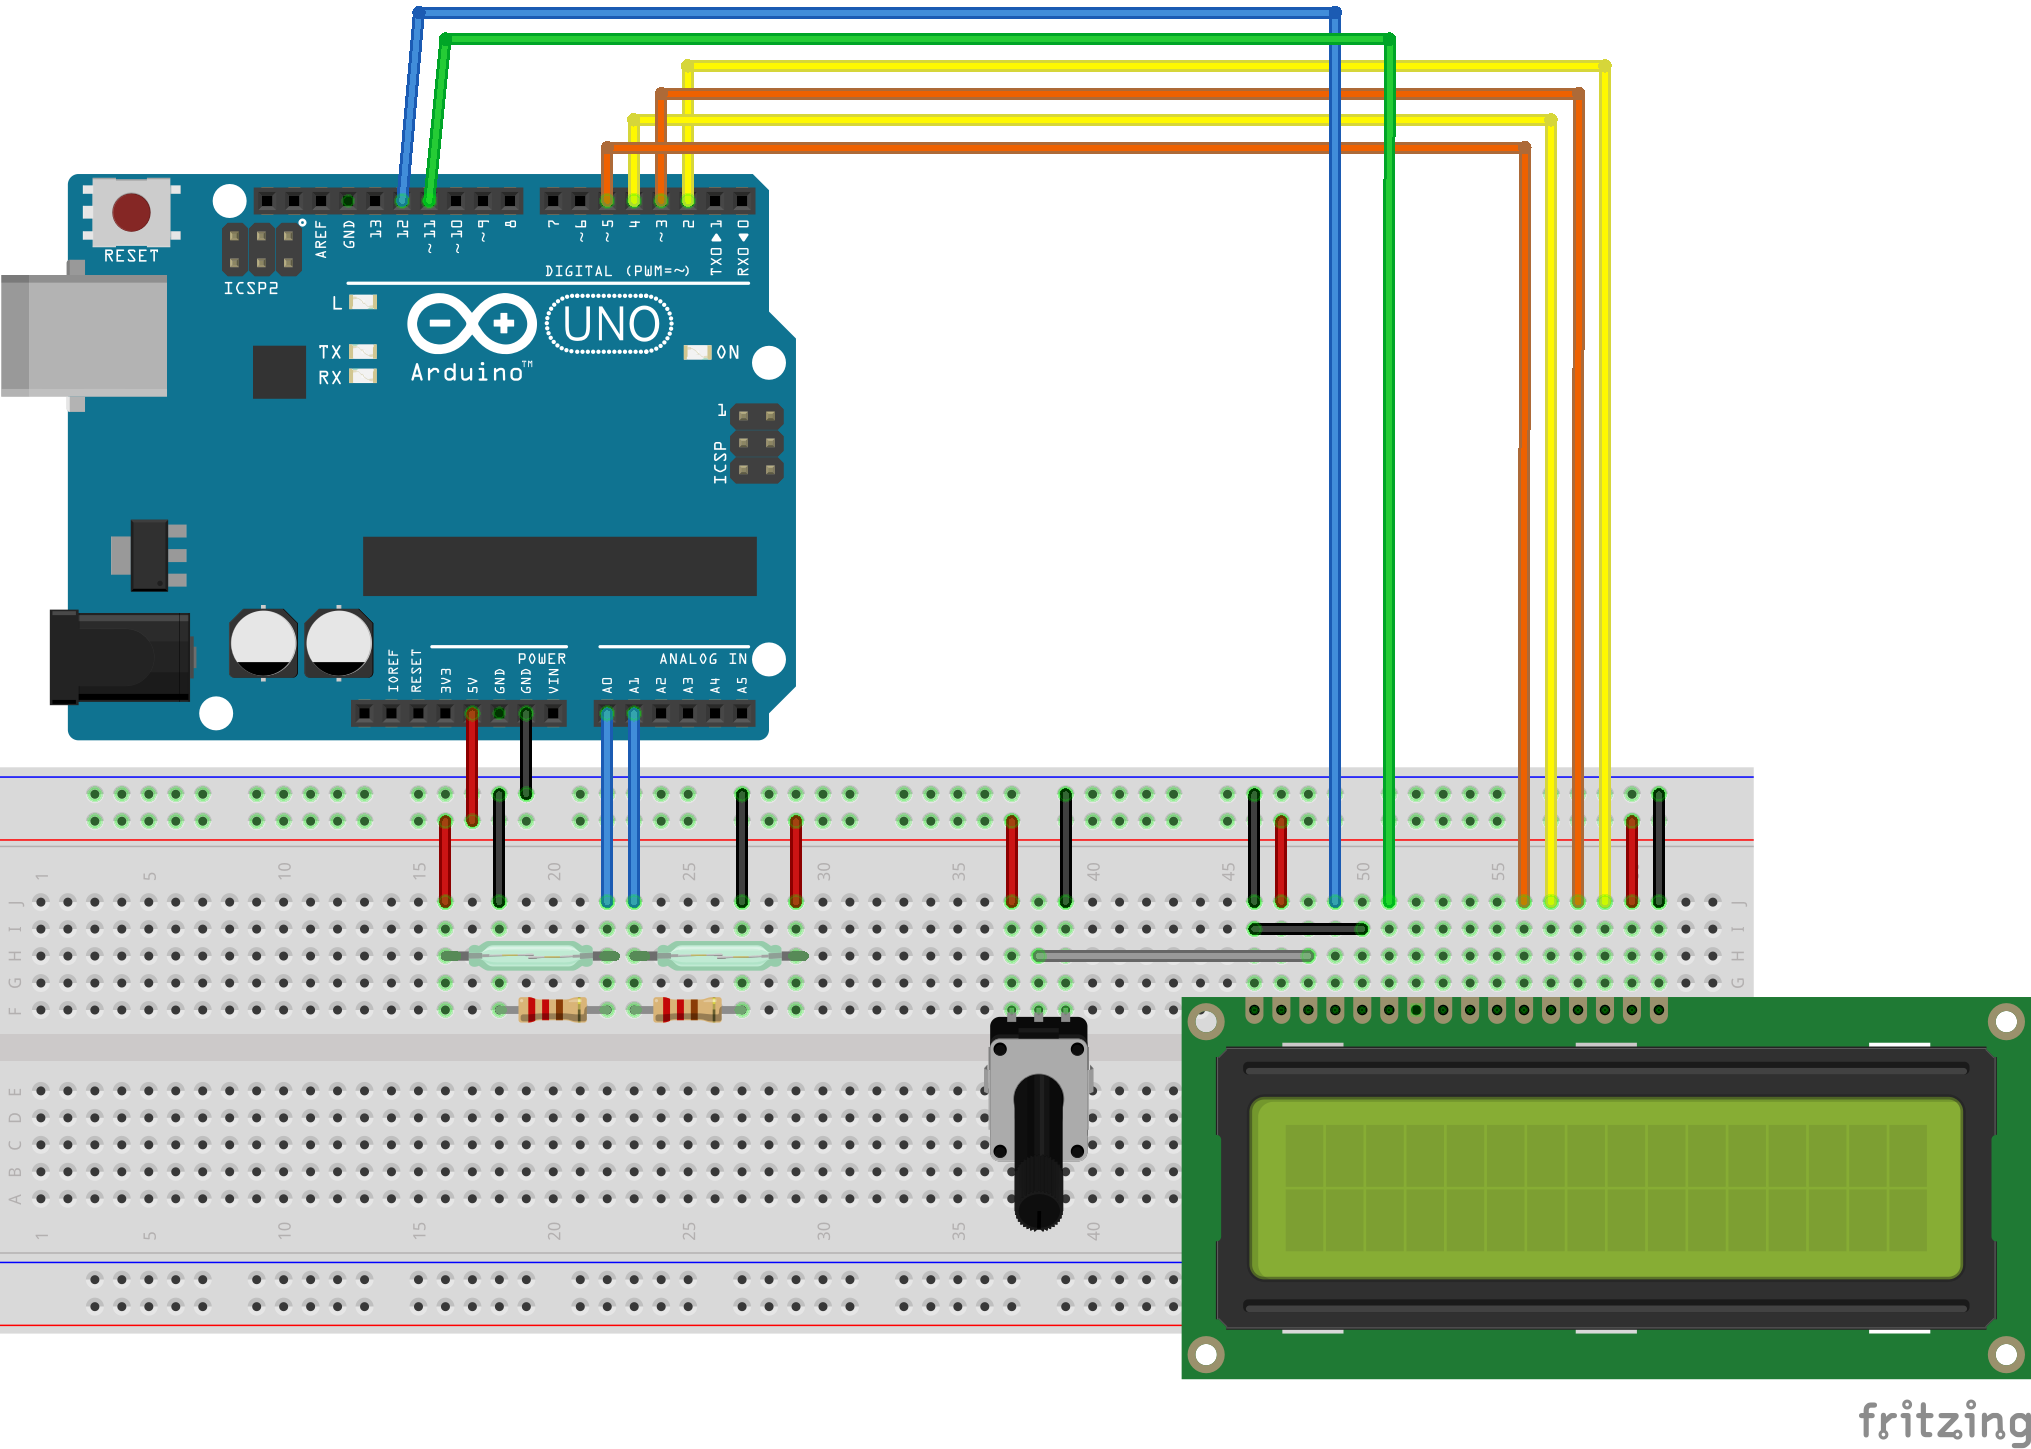 RESET
ICSP2
AREF
GND
13
12
~11
~10
~9
8
7
~6
~5
4
~3
2
TX0▶1
RX0◀0
DIGITAL (PWM=~)
L
TX
RX
UNO
ON
Arduino™
1
ICSP
IOREF
RESET
3V3
5V
GND
GND
VIN
POWER
ANALOG IN
A0
A1
A2
A3
A4
A5
1 5 10 15 20 25 30 35 40 45 50 55
J J
I I
H H
G G
F
E
D
C
B
A
1 5 10 15 20 25 30 35 40
fritzing